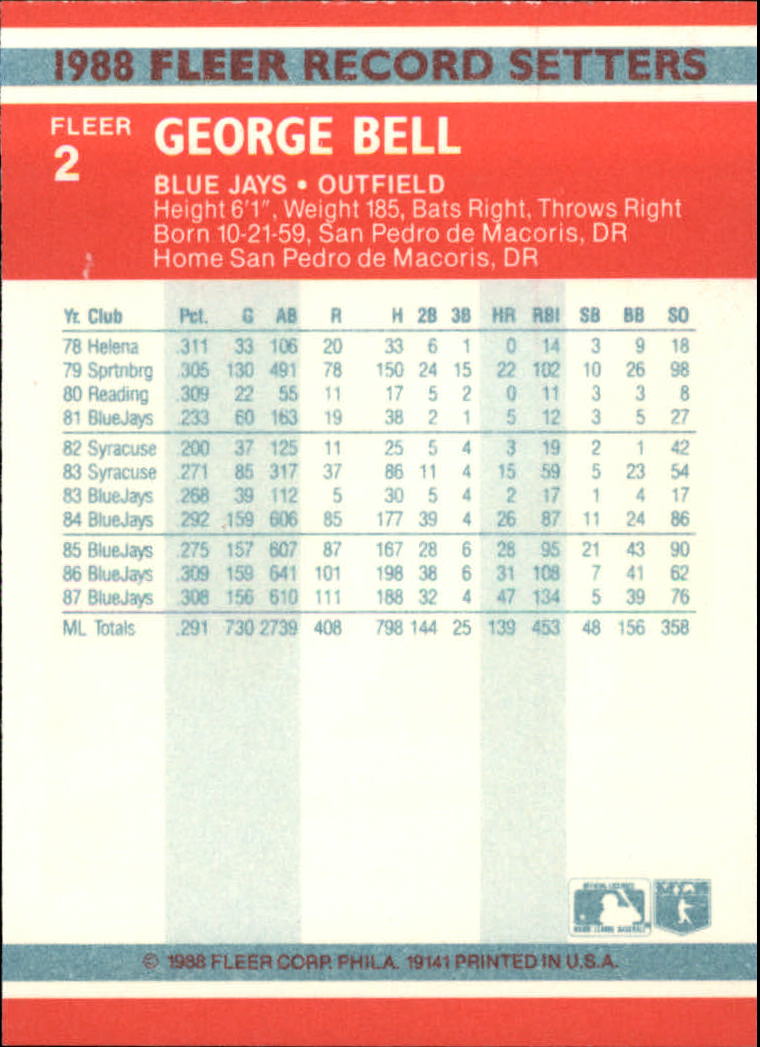 1988 FLEER RECORD SETTERS
FLEER
2
GEORGE BELL
BLUE JAYS • OUTFIELD
Height 6'1", Weight 185, Bats Right, Throws Right
Born 10-21-59, San Pedro de Macoris, DR
Home San Pedro de Macoris, DR
Yr. Club Pct. G AB R H 2B 3B HR RBI SB BB SO
78 Helena .311 33 106 20 33 6 1 0 14 3 9 18
79 Sprtnbrg .305 130 491 78 150 24 15 22 102 10 26 98
80 Reading .309 22 55 11 17 5 2 0 11 3 3 8
81 BlueJays .233 60 163 19 38 2 1 5 12 3 5 27
82 Syracuse .200 37 125 11 25 5 4 3 19 2 1 42
83 Syracuse .271 85 317 37 86 11 4 15 59 5 23 54
83 BlueJays .268 39 112 5 30 5 4 2 17 1 4 17
84 BlueJays .292 159 606 85 177 39 4 26 87 11 24 86
85 BlueJays .275 157 607 87 167 28 6 28 95 21 43 90
86 BlueJays .309 159 641 101 198 38 6 31 108 7 41 62
87 BlueJays .308 156 610 111 188 32 4 47 134 5 39 76
ML Totals .291 730 2739 408 798 144 25 139 453 48 156 358
© 1988 FLEER CORP. PHILA. 19141 PRINTED IN U.S.A.